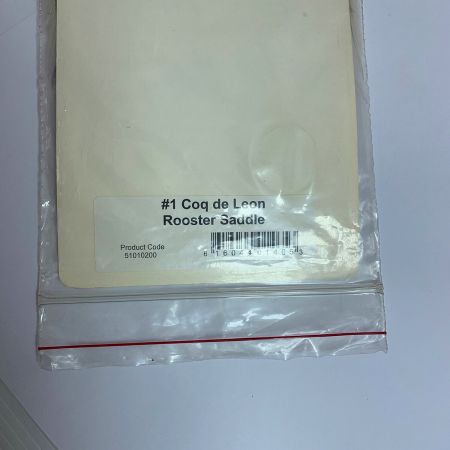 #1 Coq de Leon
Rooster Saddle
Product Code
51010200